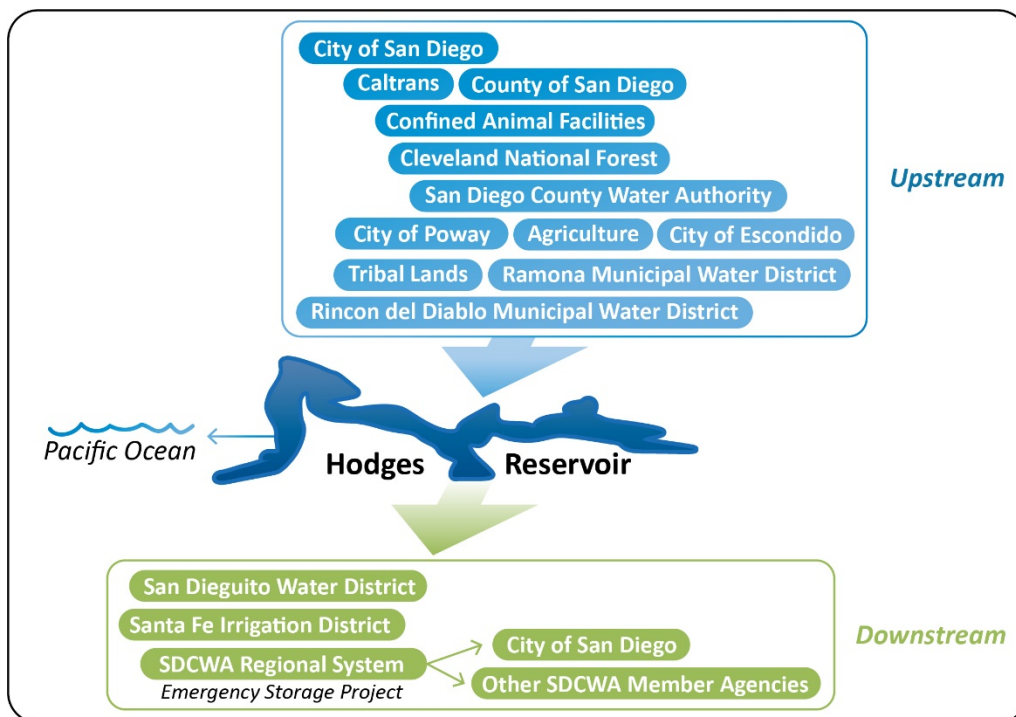 City of San Diego
Caltrans
County of San Diego
Confined Animal Facilities
Cleveland National Forest
San Diego County Water Authority
City of Poway
Agriculture
City of Escondido
Tribal Lands
Ramona Municipal Water District
Rincon del Diablo Municipal Water District
Upstream
Pacific Ocean
Hodges Reservoir
San Dieguito Water District
Santa Fe Irrigation District
SDCWA Regional System
Emergency Storage Project
City of San Diego
Other SDCWA Member Agencies
Downstream